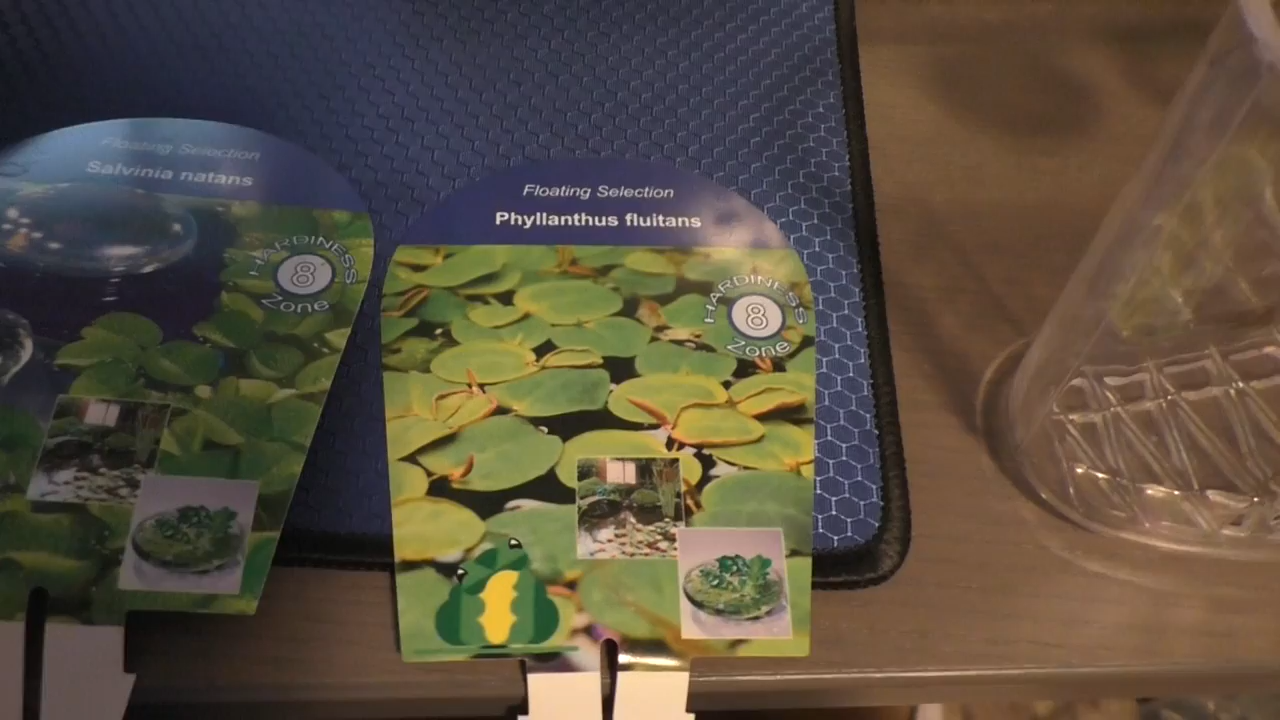 Floating Selection
Salvinia natans
HARDINESS
8
Zone
Floating Selection
Phyllanthus fluitans
HARDINESS
8
Zone